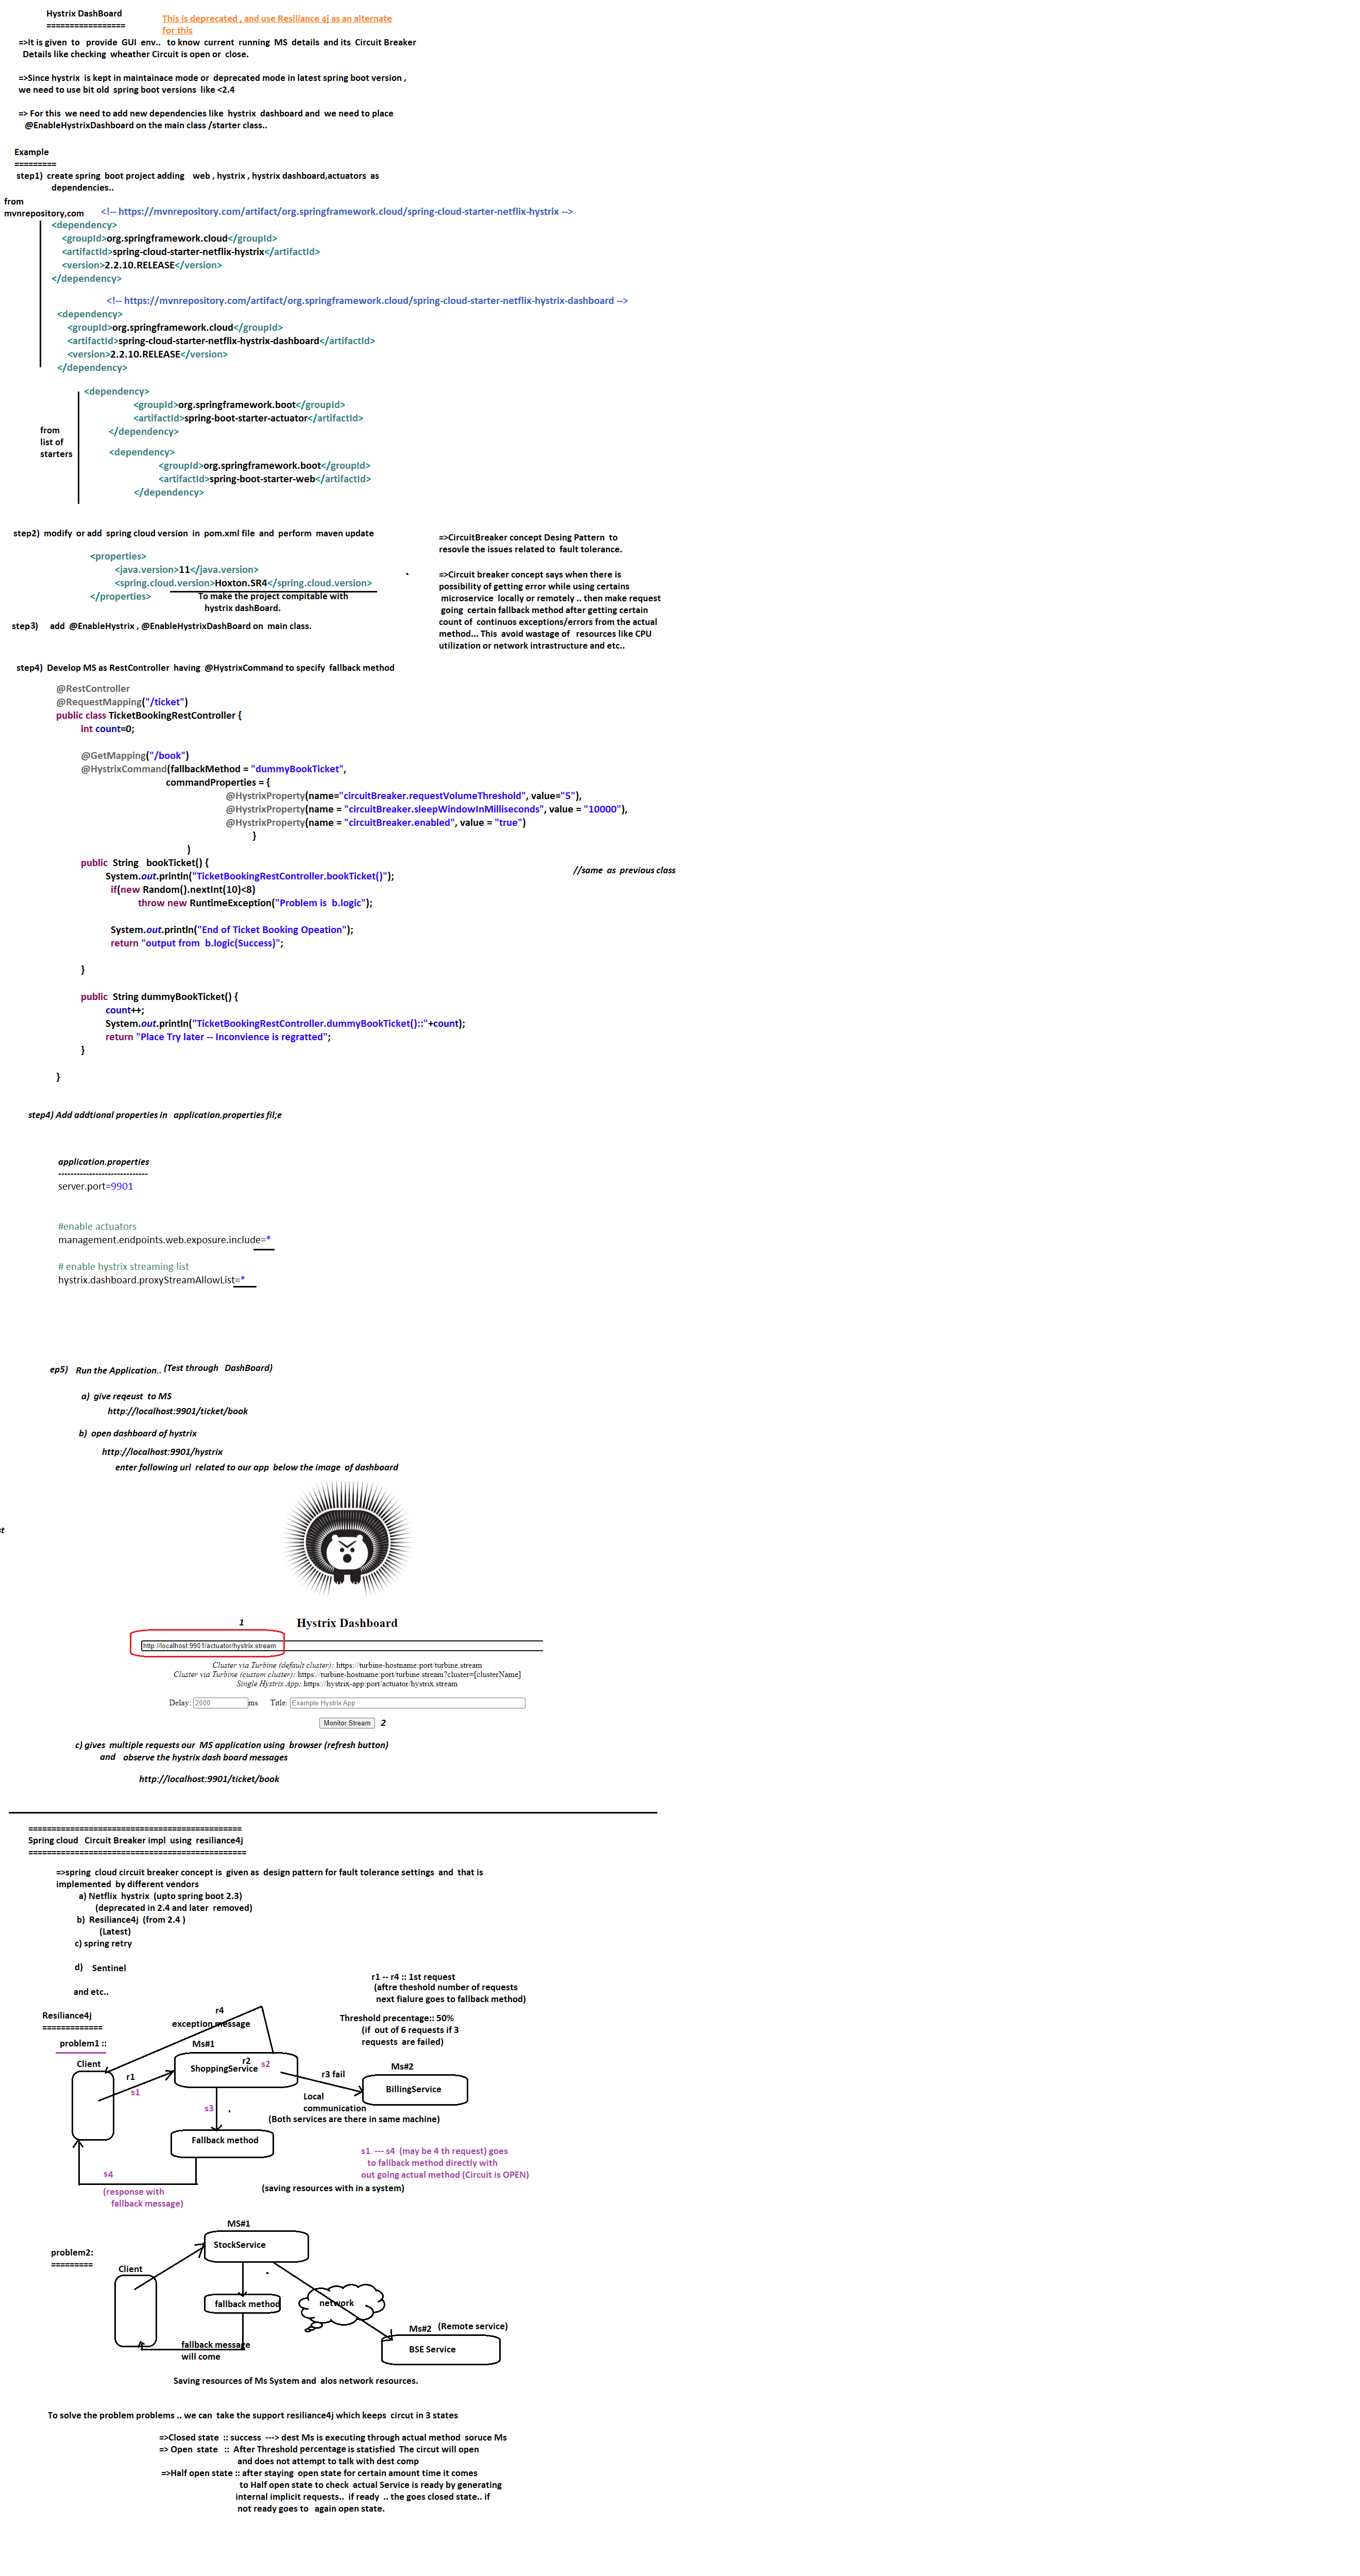 Hystrix DashBoard
=================
This is deprecated , and use Resiliance 4j as an alternate
for this
=>It is given to provide GUI env.. to know current running MS details and its Circuit Breaker
Details like checking wheather Circuit is open or close.
=>Since hystrix is kept in maintainace mode or deprecated mode in latest spring boot version ,
we need to use bit old spring boot versions like <2.4
=> For this we need to add new dependencies like hystrix dashboard and we need to place
@EnableHystrixDashboard on the main class /starter class..
Example
=========
step1) create spring boot project adding web , hystrix , hystrix dashboard,actuators as
dependencies..
from
mvnrepository,com
<!-- https://mvnrepository.com/artifact/org.springframework.cloud/spring-cloud-starter-netflix-hystrix -->
<dependency>
<groupId>org.springframework.cloud</groupId>
<artifactId>spring-cloud-starter-netflix-hystrix</artifactId>
<version>2.2.10.RELEASE</version>
</dependency>
<!-- https://mvnrepository.com/artifact/org.springframework.cloud/spring-cloud-starter-netflix-hystrix-dashboard -->
<dependency>
<groupId>org.springframework.cloud</groupId>
<artifactId>spring-cloud-starter-netflix-hystrix-dashboard</artifactId>
<version>2.2.10.RELEASE</version>
</dependency>
from
list of
starters
<dependency>
<groupId>org.springframework.boot</groupId>
<artifactId>spring-boot-starter-actuator</artifactId>
</dependency>
<dependency>
<groupId>org.springframework.boot</groupId>
<artifactId>spring-boot-starter-web</artifactId>
</dependency>
step2) modify or add spring cloud version in pom.xml file and perform maven update
<properties>
<java.version>11</java.version>
<spring.cloud.version>Hoxton.SR4</spring.cloud.version>
</properties>
To make the project compitable with
hystrix dashBoard.
=>CircuitBreaker concept Desing Pattern to
resovle the issues related to fault tolerance.
=>Circuit breaker concept says when there is
possibility of getting error while using certains
microservice locally or remotely .. then make request
going certain fallback method after getting certain
count of continuos exceptions/errors from the actual
method... This avoid wastage of resources like CPU
utilization or network intrastructure and etc..
step3) add @EnableHystrix , @EnableHystrixDashBoard on main class.
step4) Develop MS as RestController having @HystrixCommand to specify fallback method
@RestController
@RequestMapping("/ticket")
public class TicketBookingRestController {
int count=0;
@GetMapping("/book")
@HystrixCommand(fallbackMethod = "dummyBookTicket",
commandProperties = {
@HystrixProperty(name="circuitBreaker.requestVolumeThreshold", value="5"),
@HystrixProperty(name = "circuitBreaker.sleepWindowInMilliseconds", value = "10000"),
@HystrixProperty(name = "circuitBreaker.enabled", value = "true")
}
)
public String bookTicket() {
//same as previous class
System.out.println("TicketBookingRestController.bookTicket()");
if(new Random().nextInt(10)<8)
throw new RuntimeException("Problem is b.logic");
System.out.println("End of Ticket Booking Opeation");
return "output from b.logic(Success)";
}
public String dummyBookTicket() {
count++;
System.out.println("TicketBookingRestController.dummyBookTicket()::"+count);
return "Place Try later -- Inconvience is regratted";
}
}
step4) Add addtional properties in application.properties fil;e
application.properties
-----------------------------
server.port=9901
#enable actuators
management.endpoints.web.exposure.include=*
# enable hystrix streaming list
hystrix.dashboard.proxyStreamAllowList=*
ep5) Run the Application.. (Test through DashBoard)
a) give reqeust to MS
http://localhost:9901/ticket/book
b) open dashboard of hystrix
http://localhost:9901/hystrix
enter following url related to our app below the image of dashboard
st
1
Hystrix Dashboard
http://localhost:9901/actuator/hystrix.stream
Cluster via Turbine (default cluster): https://turbine-hostname:port/turbine.stream
Cluster via Turbine (custom cluster): https://turbine-hostname:port/turbine.stream?cluster=[clusterName]
Single Hystrix App: https://hystrix-app:port/actuator/hystrix.stream
Delay: 2000 ms Title: Example Hystrix App
Monitor Stream 2
c) gives multiple requests our MS application using browser (refresh button)
and observe the hystrix dash board messages
http://localhost:9901/ticket/book
==============================================
Spring cloud Circuit Breaker impl using resiliance4j
===============================================
=>spring cloud circuit breaker concept is given as design pattern for fault tolerance settings and that is
implemented by different vendors
a) Netflix hystrix (upto spring boot 2.3)
(deprecated in 2.4 and later removed)
b) Resiliance4j (from 2.4 )
(Latest)
c) spring retry
d) Sentinel
and etc..
r1 -- r4 :: 1st request
(aftre theshold number of requests
next fialure goes to fallback method)
Resiliance4j
=============
problem1 ::
r4
exception message
Threshold precentage:: 50%
(if out of 6 requests if 3
requests are failed)
Ms#1
Client
r1
s1
ShoppingService
r2
s2
r3 fail
Ms#2
BillingService
Local
communication
(Both services are there in same machine)
s3
Fallback method
s1 --- s4 (may be 4 th request) goes
to fallback method directly with
out going actual method (Circuit is OPEN)
s4
(response with
fallback message)
(saving resources with in a system)
MS#1
StockService
problem2:
=========
Client
fallback method
network
Ms#2 (Remote service)
BSE Service
fallback message
will come
Saving resources of Ms System and alos network resources.
To solve the problem problems .. we can take the support resiliance4j which keeps circut in 3 states
=>Closed state :: success ---> dest Ms is executing through actual method soruce Ms
=> Open state :: After Threshold percentage is statisfied The circut will open
and does not attempt to talk with dest comp
=>Half open state :: after staying open state for certain amount time it comes
to Half open state to check actual Service is ready by generating
internal implicit requests.. if ready .. the goes closed state.. if
not ready goes to again open state.